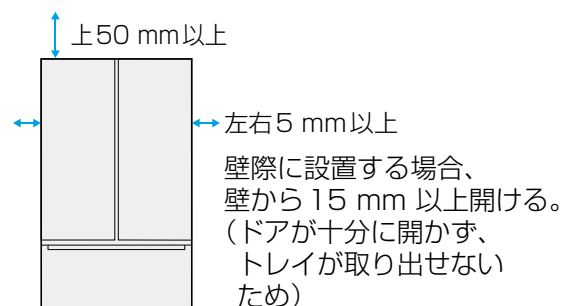 上50 mm以上
左右5 mm以上
壁際に設置する場合、
壁から15 mm 以上開ける。
（ドアが十分に開かず、
トレイが取り出せない
ため）